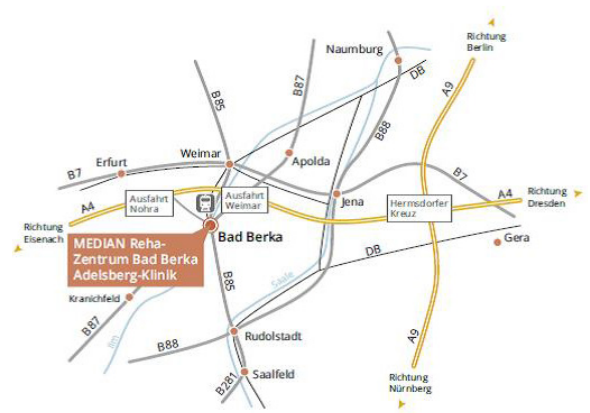 Richtung
Berlin
Naumburg
DB
A9
B87
B85
B88
Weimar
Erfurt
B7
Apolda
B7
Ausfahrt
Nohra
Ausfahrt
Weimar
Jena
Hermsdorfer
Kreuz
A4
Richtung
Dresden
A4
Richtung
Eisenach
MEDIAN Reha-
Zentrum Bad Berka
Adelsberg-Klinik
Bad Berka
Gera
DB
B85
Saale
Kranichfeld
B87
Ilm
B88
Rudolstadt
A9
Saalfeld
B281
Richtung
Nürnberg